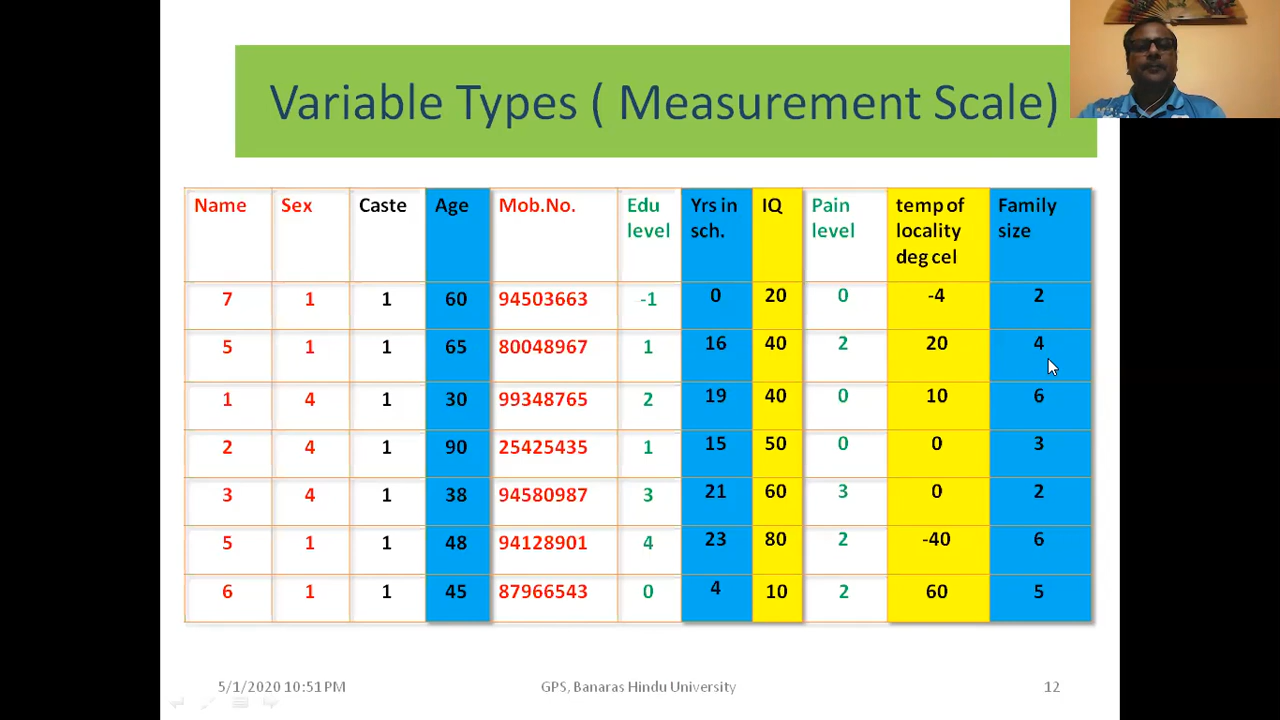 Variable Types ( Measurement Scale)
Name Sex Caste Age Mob.No. Edu level Yrs in sch. IQ Pain level temp of locality deg cel Family size
7 1 1 60 94503663 -1 0 20 0 -4 2
5 1 1 65 80048967 1 16 40 2 20 4
1 4 1 30 99348765 2 19 40 0 10 6
2 4 1 90 25425435 1 15 50 0 0 3
3 4 1 38 94580987 3 21 60 3 0 2
5 1 1 48 94128901 4 23 80 2 -40 6
6 1 1 45 87966543 0 4 10 2 60 5
5/1/2020 10:51 PM GPS, Banaras Hindu University 12